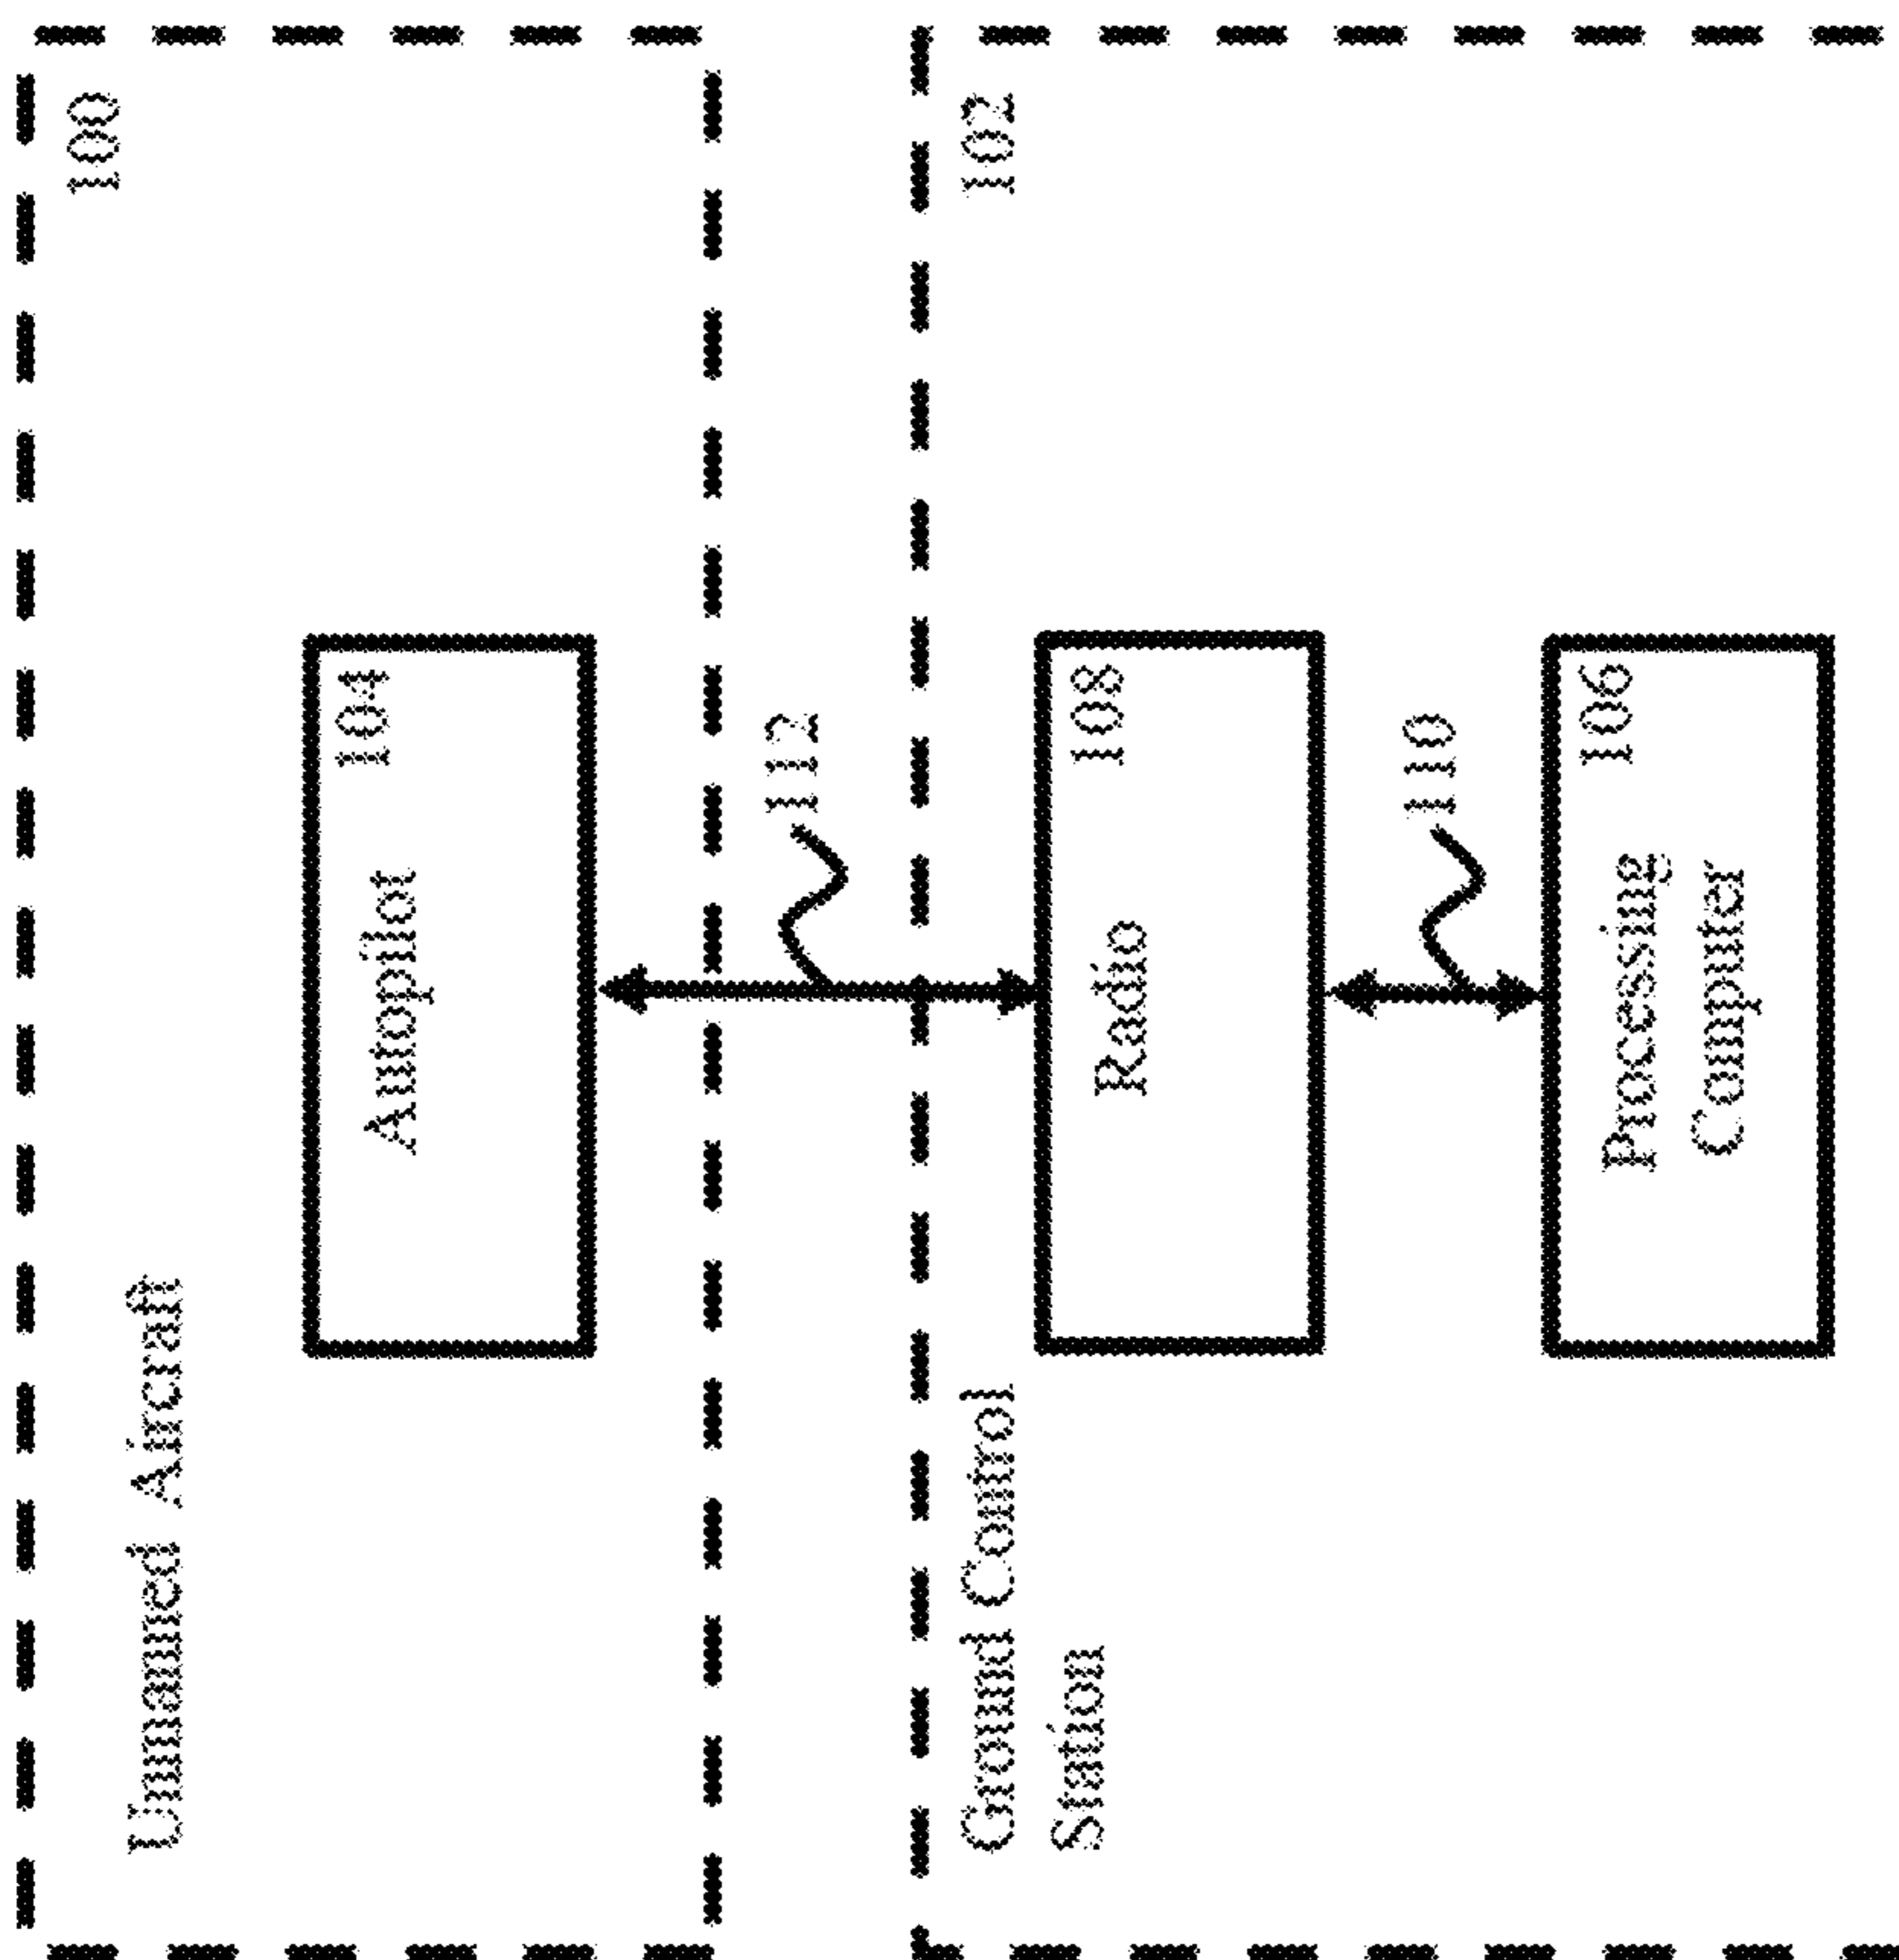 Unmanned Aircraft
100
Autopilot
104
112
Ground Control
Station
102
Radio
108
110
Processing
Computer
106